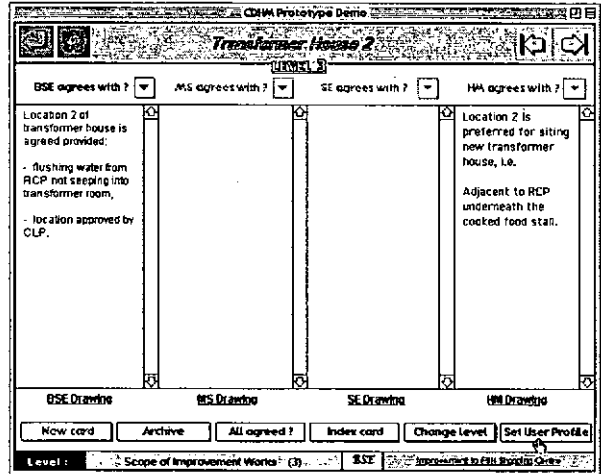 CDHM Prototype Demo
Transformer House 2
LEVEL 3
BSE agrees with ?
MS agrees with ?
SE agrees with ?
HM agrees with ?
Location 2 of
transformer house is
agreed provided:
- flushing water from
RCP not seeping into
transformer room,
- location approved by
CLP.
Location 2 is
preferred for siting
new transformer
house, i.e.
Adjacent to RCP
underneath the
cooked food stall.
BSE Drawing
MS Drawing
SE Drawing
HM Drawing
New card
Archive
All agreed ?
Index card
Change level
Set User Profile
Level :
Scope of Improvement Works (3)
BST
Improvement to Shopping Centre